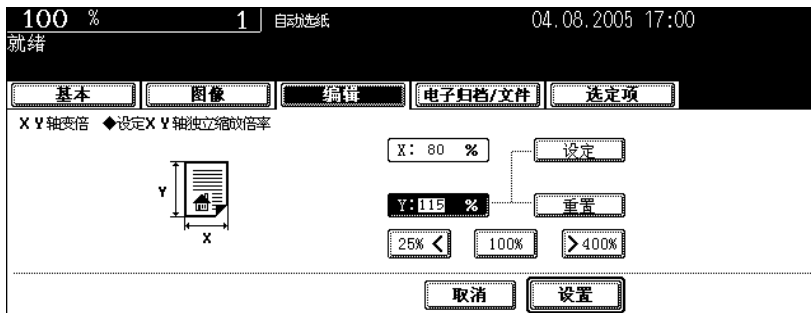 100 % 1 自动选纸 04.08.2005 17:00
就绪
基本 图像 编辑 电子归档/文件 选定项
X Y轴变倍 ◆设定X Y轴独立缩放倍率
X: 80 % 设定
Y
Y:115 % 重置
X
25% < 100% >400%
取消 设置